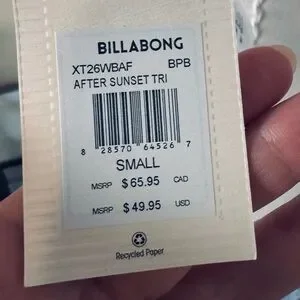 BILLABONG
XT26WBAF BPB
AFTER SUNSET TRI
8 28570 64526 7
SMALL
MSRP $65.95 CAD
MSRP $49.95 USD
Recycled Paper